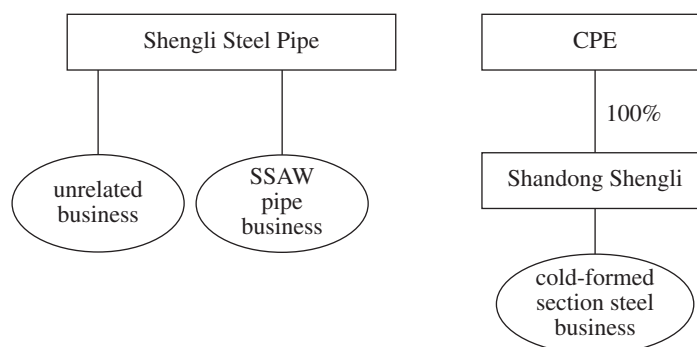 Shengli Steel Pipe
CPE
100%
Shandong Shengli
unrelated
business
SSAW
pipe
business
cold-formed
section steel
business